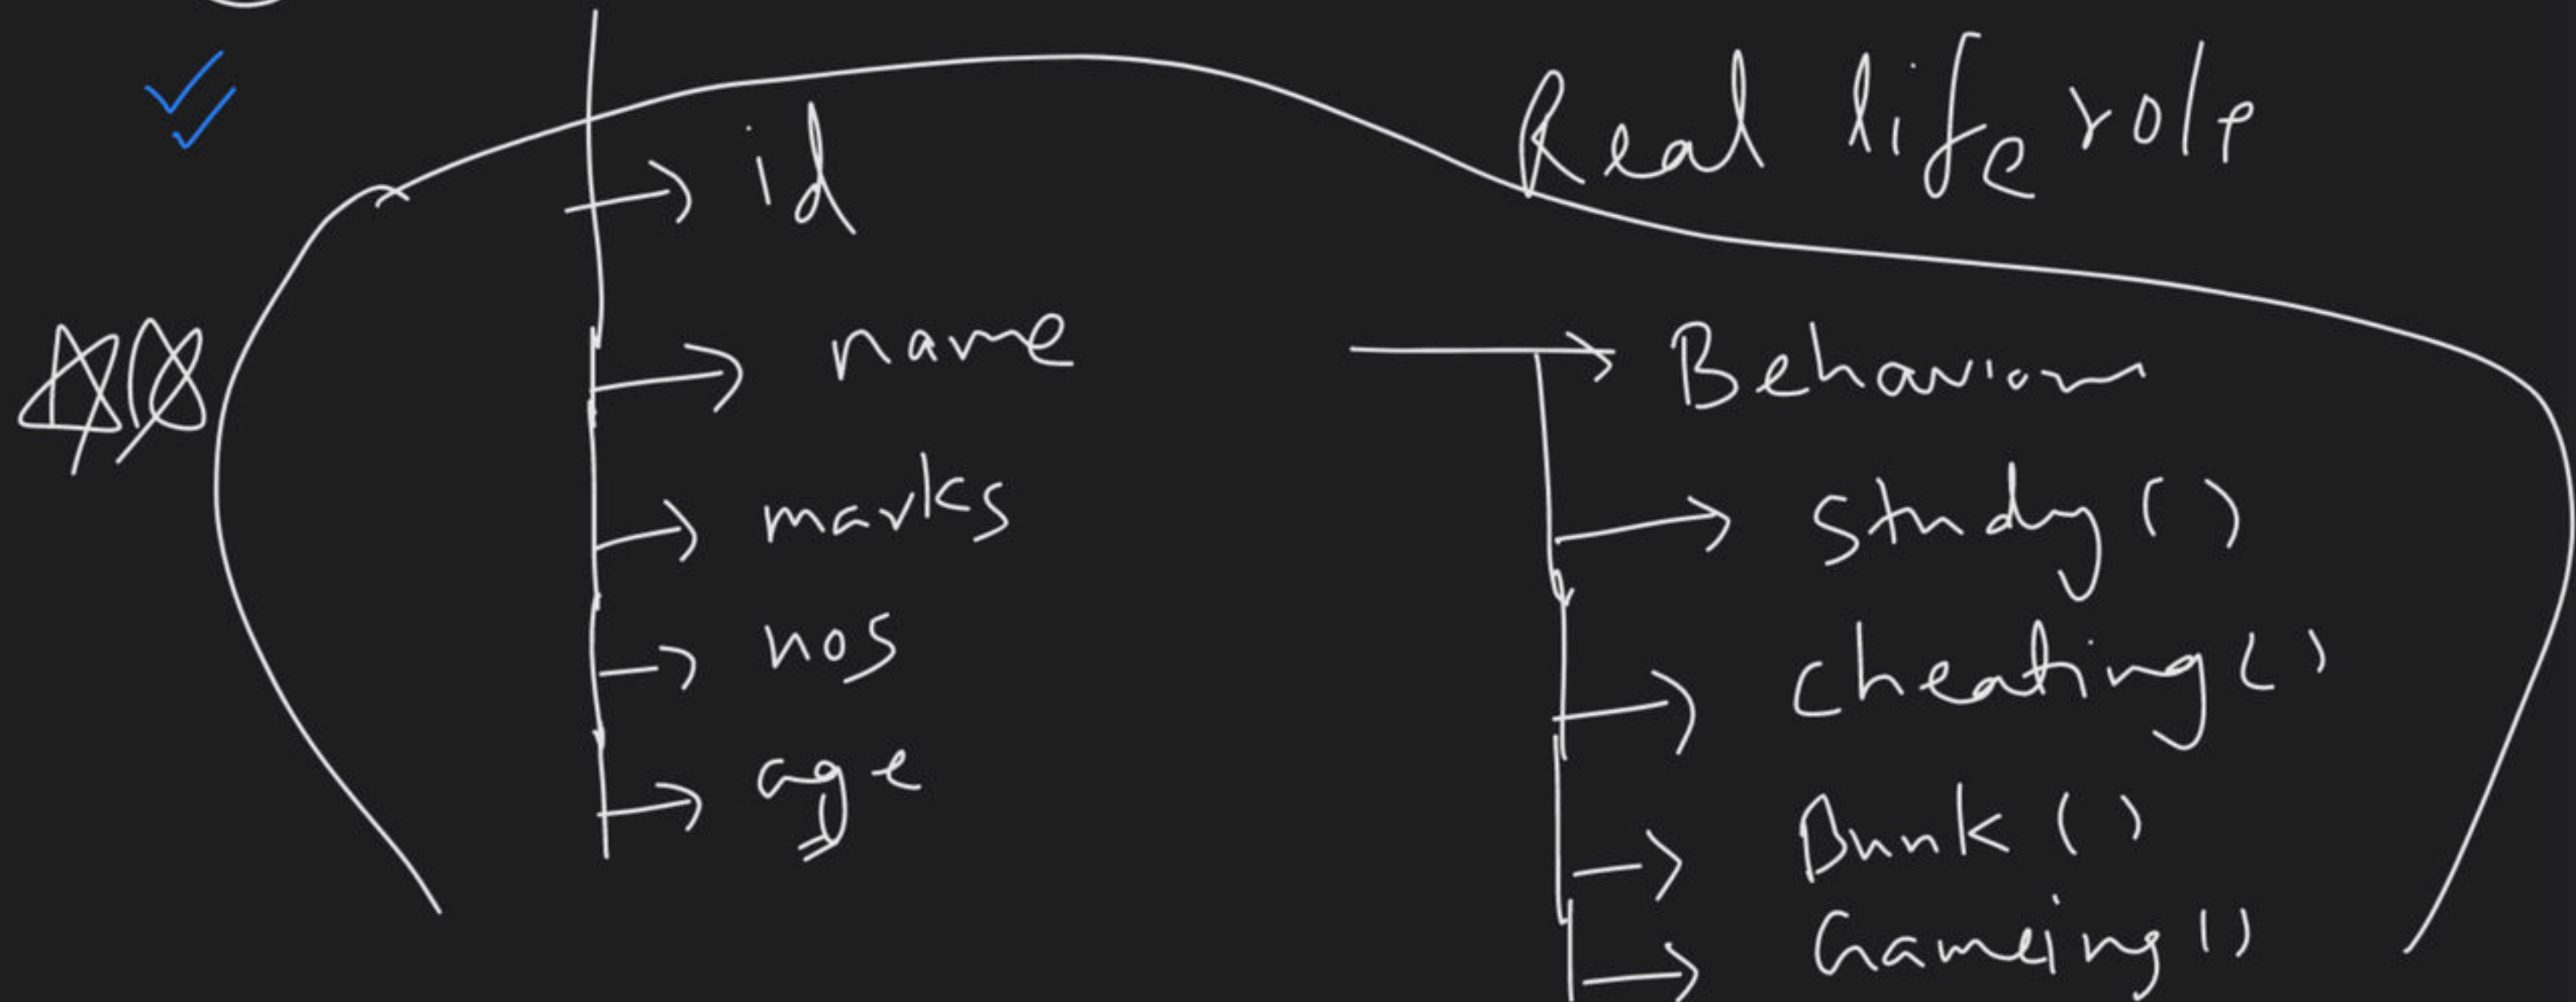 Real life role
id
name
marks
nos
age
Behaviour
Study ()
Cheating ()
Bunk ()
Gameing ()